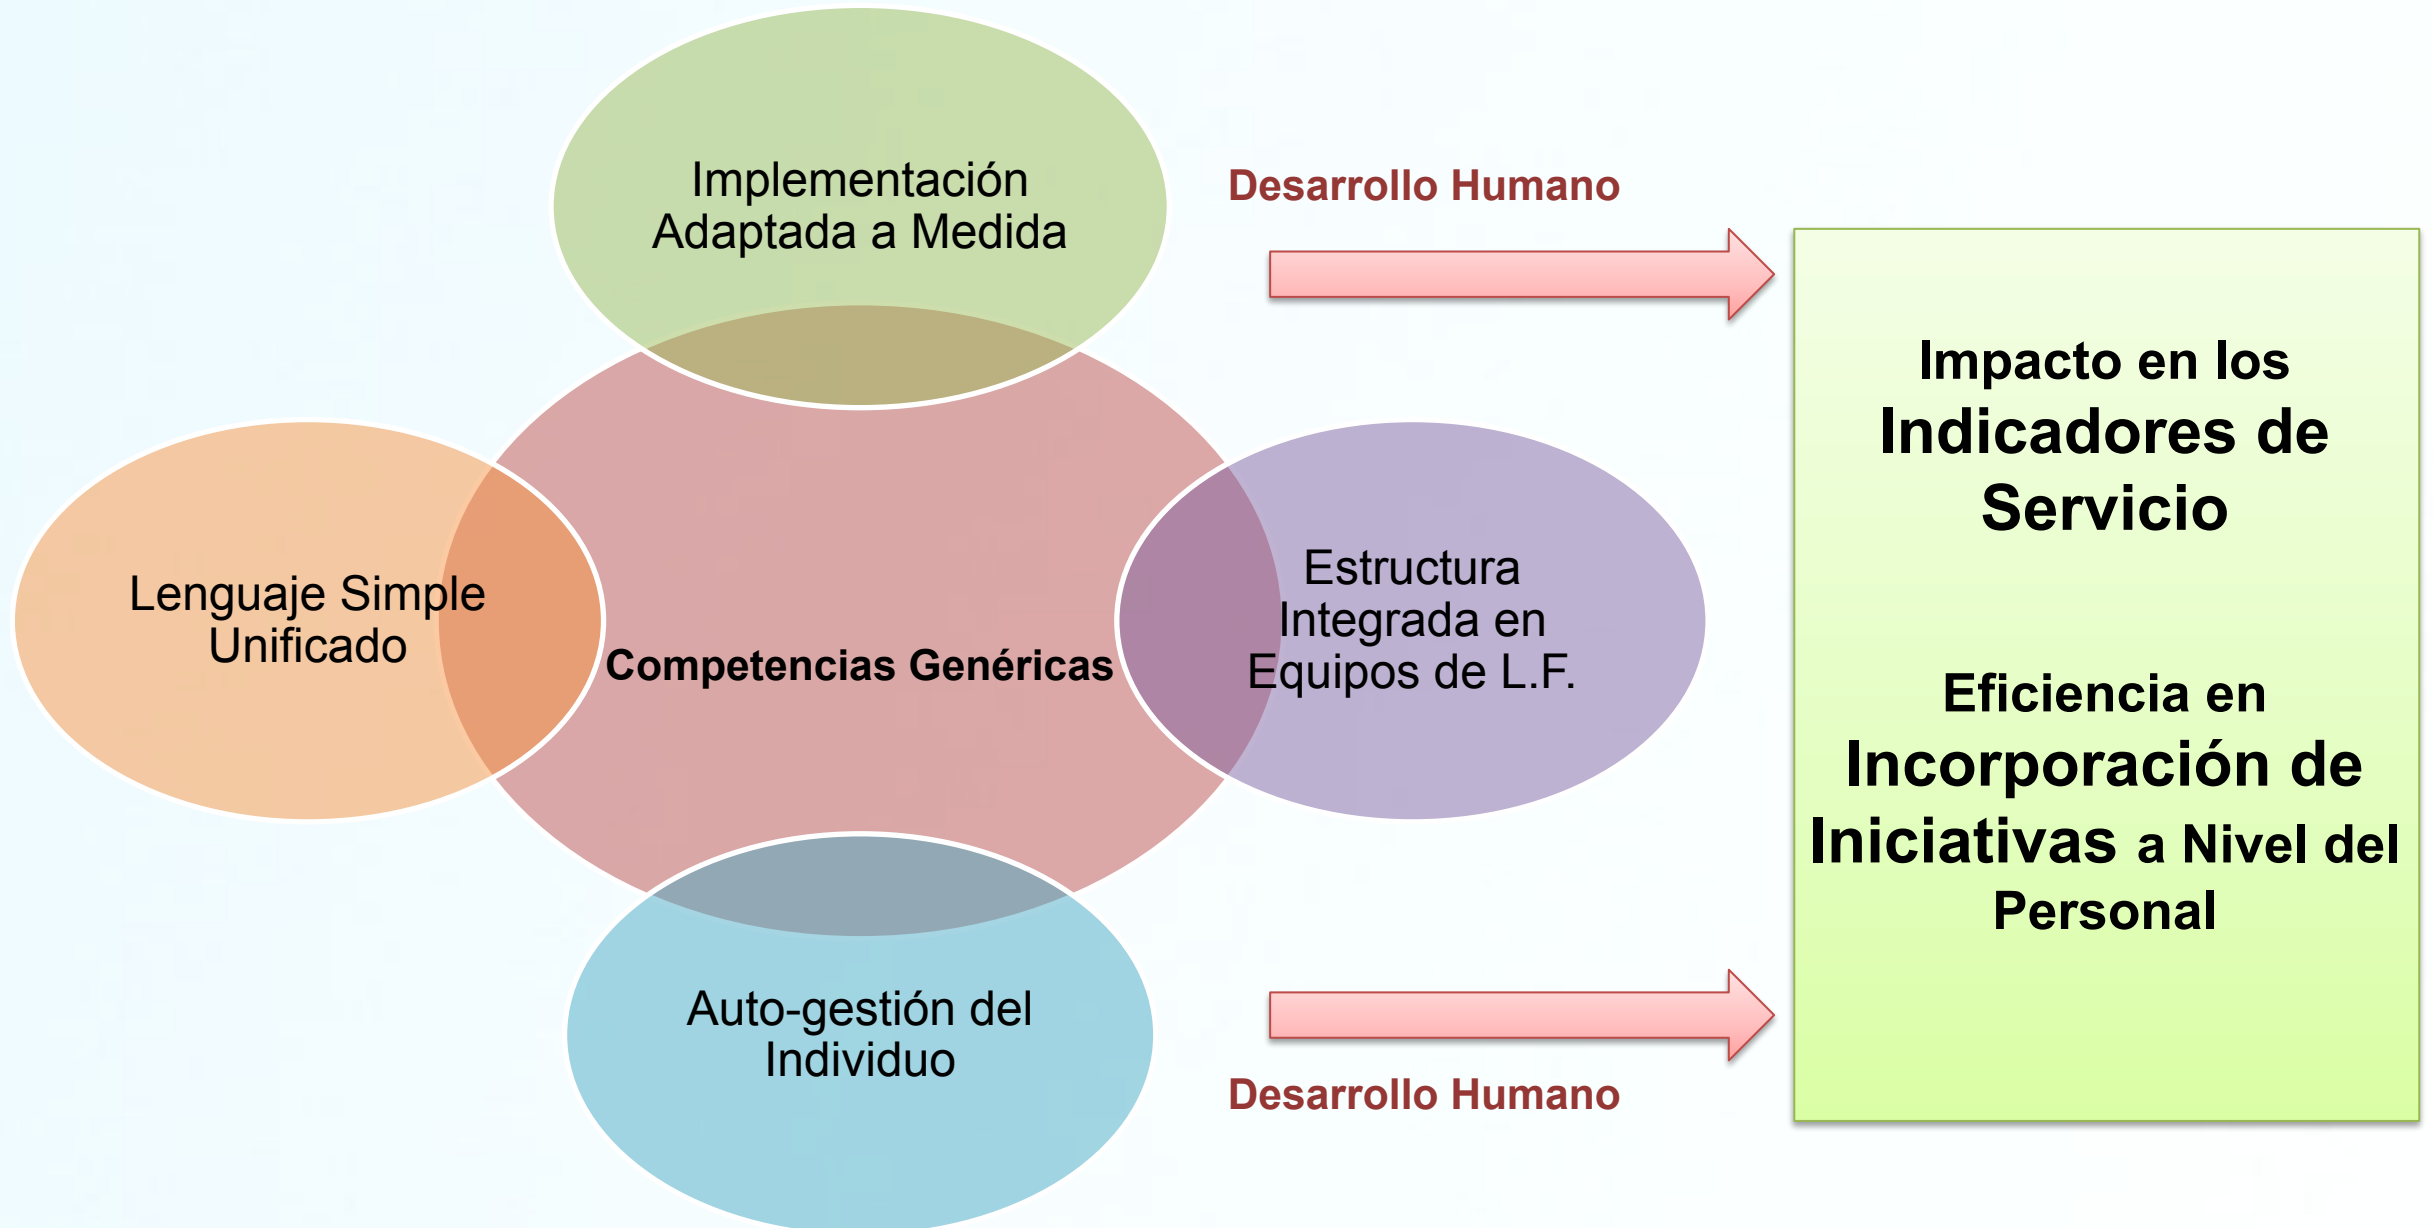 Implementación
Adaptada a Medida
Desarrollo Humano
Lenguaje Simple
Unificado
Competencias Genéricas
Estructura
Integrada en
Equipos de L.F.
Auto-gestión del
Individuo
Desarrollo Humano
Impacto en los
Indicadores de
Servicio
Eficiencia en
Incorporación de
Iniciativas a Nivel del
Personal